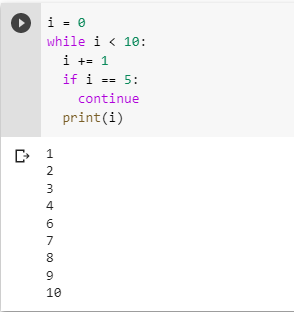 i = 0
while i < 10:
  i += 1
  if i == 5:
    continue
  print(i)
1
2
3
4
6
7
8
9
10